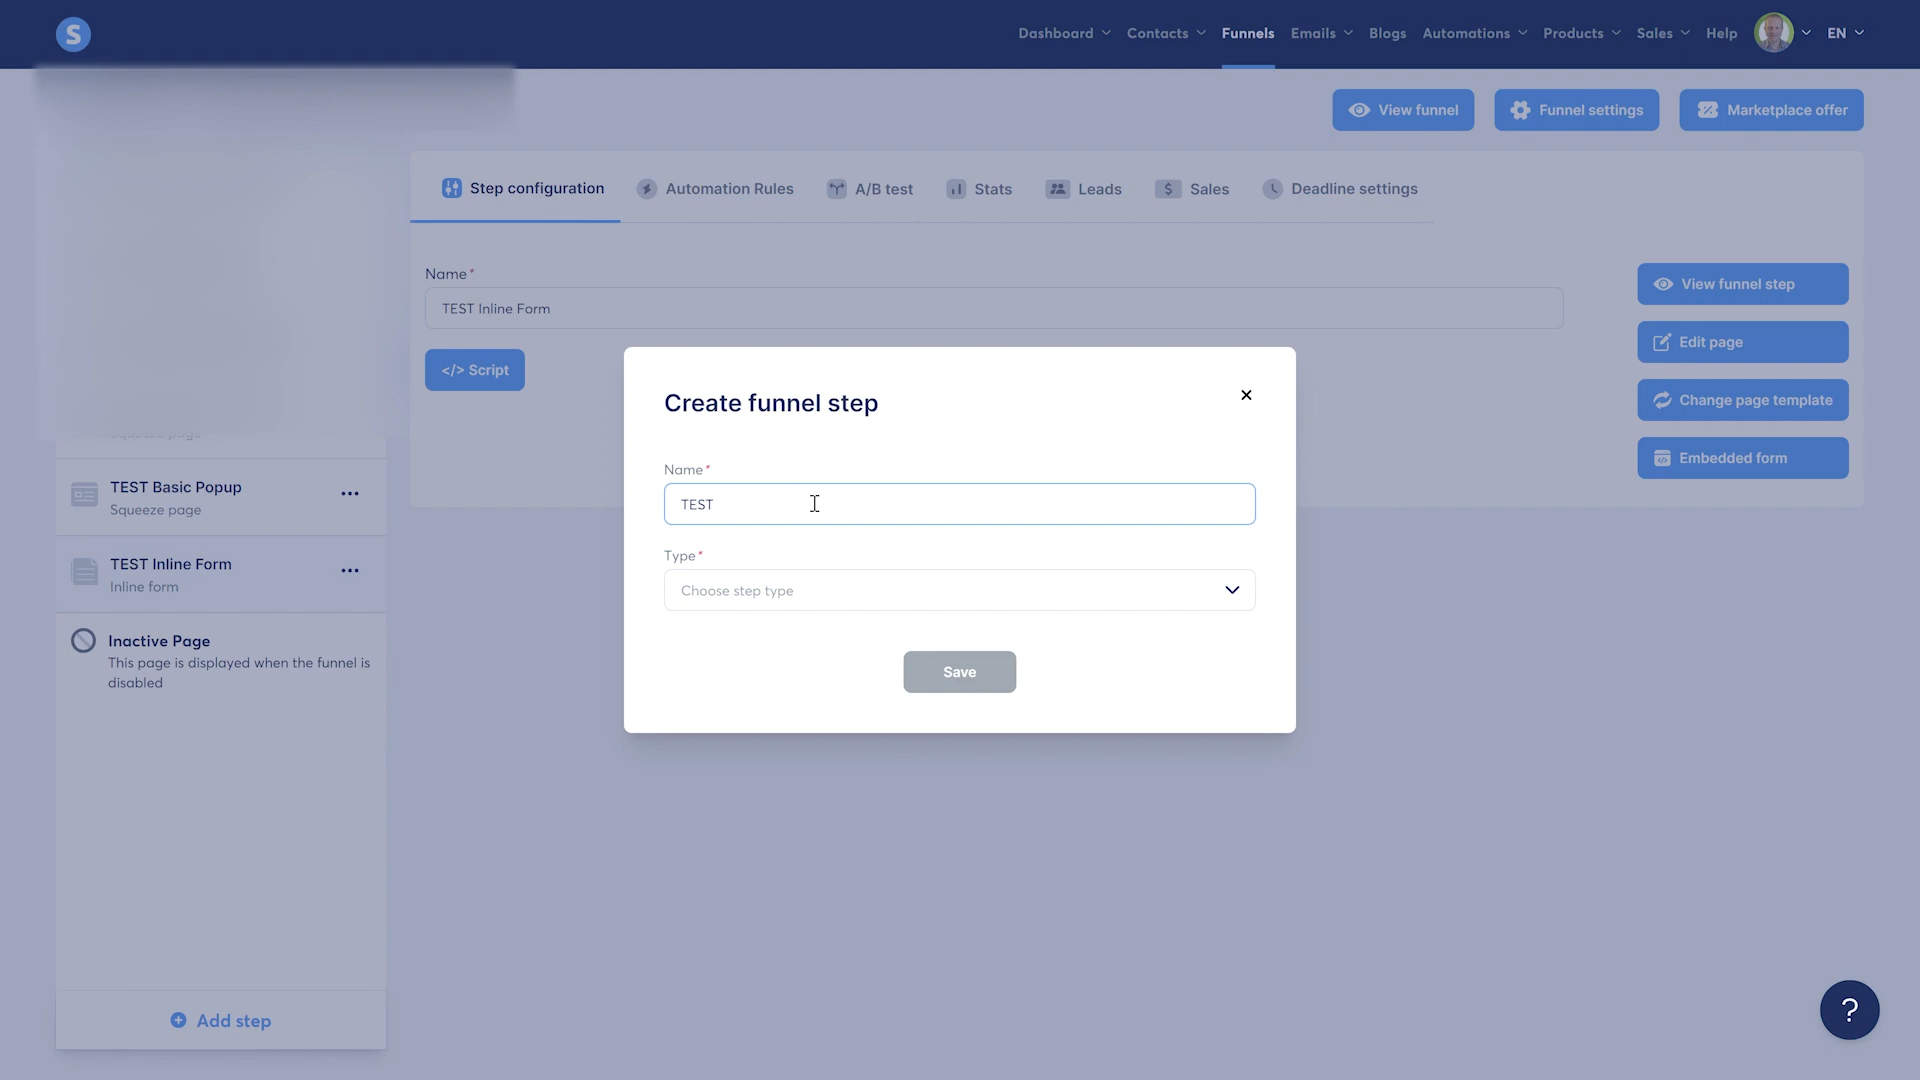 S
Dashboard
Contacts
Funnels
Emails
Blogs
Automations
Products
Sales
Help
EN
View funnel
Funnel settings
Marketplace offer
Step configuration
Automation Rules
A/B test
Stats
Leads
Sales
Deadline settings
Name*
TEST Inline Form
</> Script
View funnel step
Edit page
Change page template
Embedded form
Squeeze page
TEST Basic Popup
Squeeze page
TEST Inline Form
Inline form
Inactive Page
This page is displayed when the funnel is
disabled
Add step
Create funnel step
Name*
TEST
Type*
Choose step type
Save
?